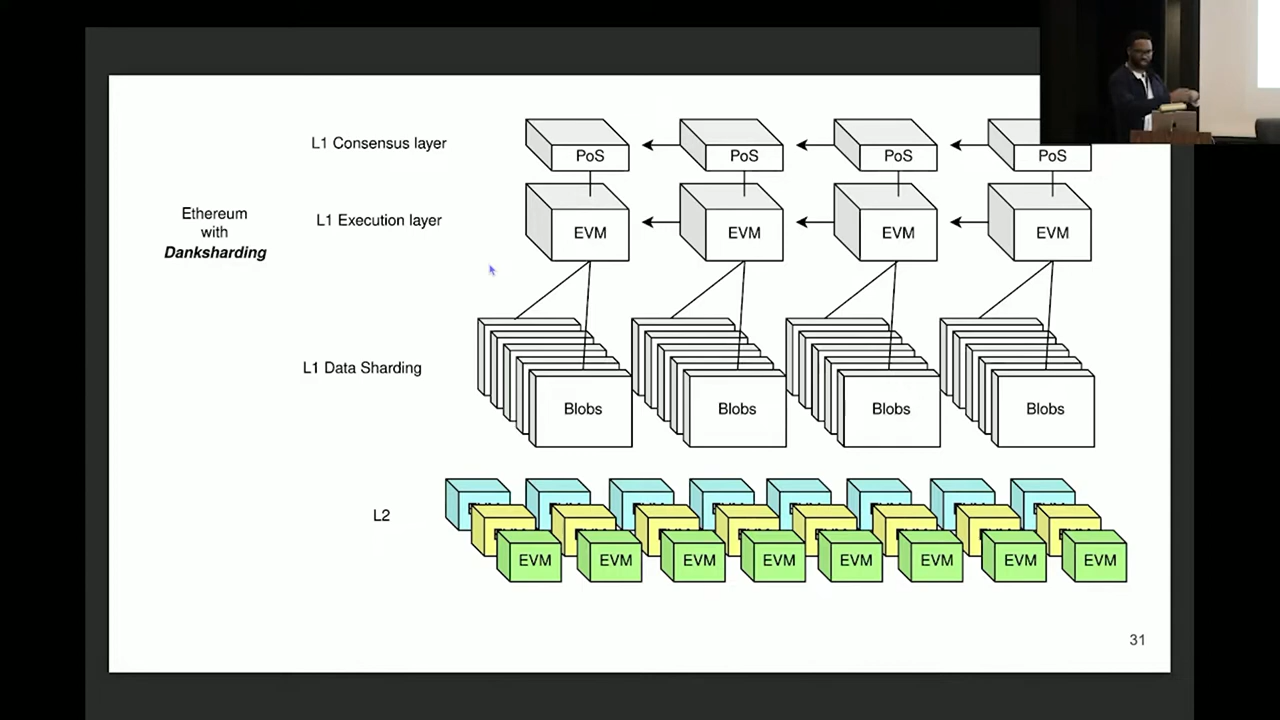 L1 Consensus layer
PoS PoS PoS PoS
Ethereum
with
Danksharding
L1 Execution layer
EVM EVM EVM EVM
L1 Data Sharding
Blobs Blobs Blobs Blobs
L2
EVM EVM EVM EVM EVM EVM EVM EVM
31